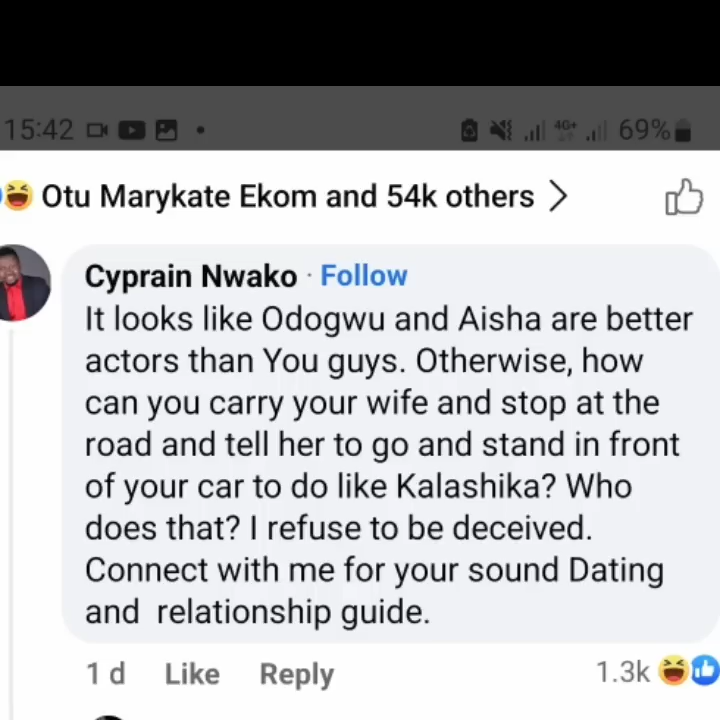 15:42 4G+ 69%
Otu Marykate Ekom and 54k others
Cyprain Nwako · Follow
It looks like Odogwu and Aisha are better
actors than You guys. Otherwise, how
can you carry your wife and stop at the
road and tell her to go and stand in front
of your car to do like Kalashika? Who
does that? I refuse to be deceived.
Connect with me for your sound Dating
and relationship guide.
1 d Like Reply 1.3k